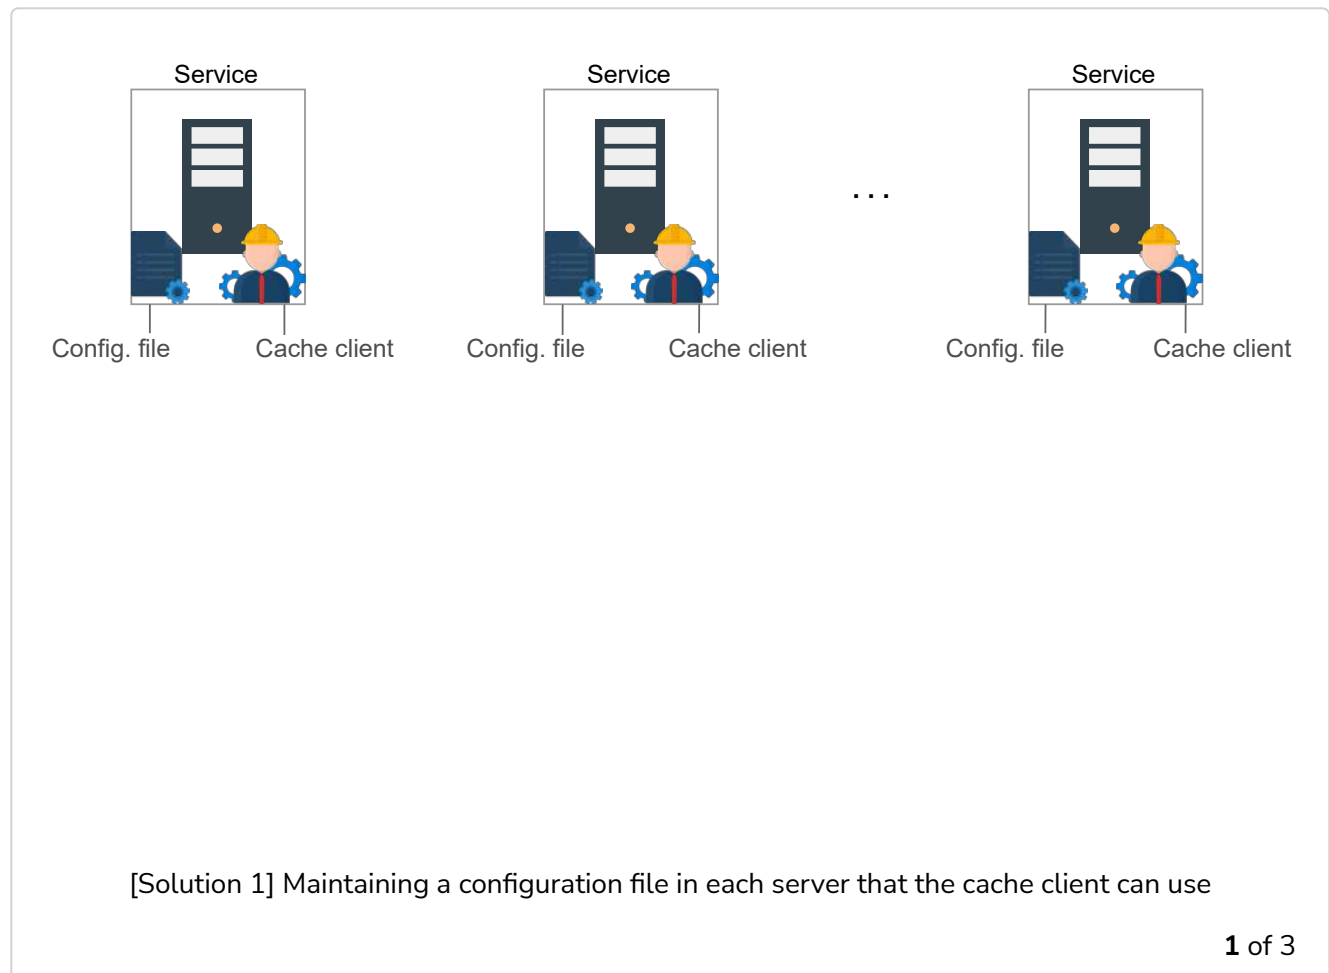 Service
Service
Service
. . .
Config. file
Cache client
Config. file
Cache client
Config. file
Cache client
[Solution 1] Maintaining a configuration file in each server that the cache client can use
1 of 3